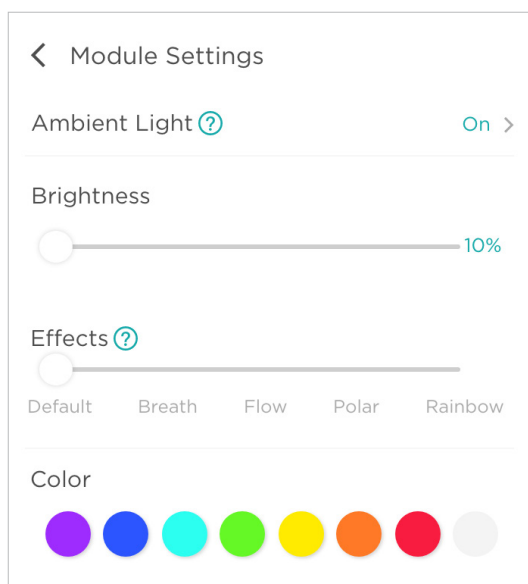 Module Settings
Ambient Light ? On
Brightness
10%
Effects ?
Default Breath Flow Polar Rainbow
Color